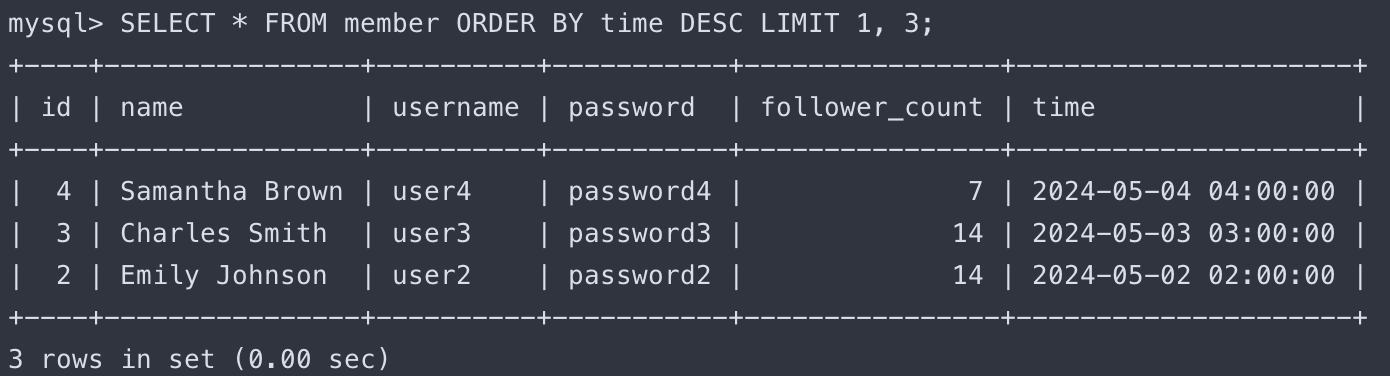 mysql> SELECT * FROM member ORDER BY time DESC LIMIT 1, 3;
+----+----------------+----------+-----------+----------------+---------------------+
| id | name           | username | password  | follower_count | time                |
+----+----------------+----------+-----------+----------------+---------------------+
|  4 | Samantha Brown | user4    | password4 |              7 | 2024-05-04 04:00:00 |
|  3 | Charles Smith  | user3    | password3 |             14 | 2024-05-03 03:00:00 |
|  2 | Emily Johnson  | user2    | password2 |             14 | 2024-05-02 02:00:00 |
+----+----------------+----------+-----------+----------------+---------------------+
3 rows in set (0.00 sec)